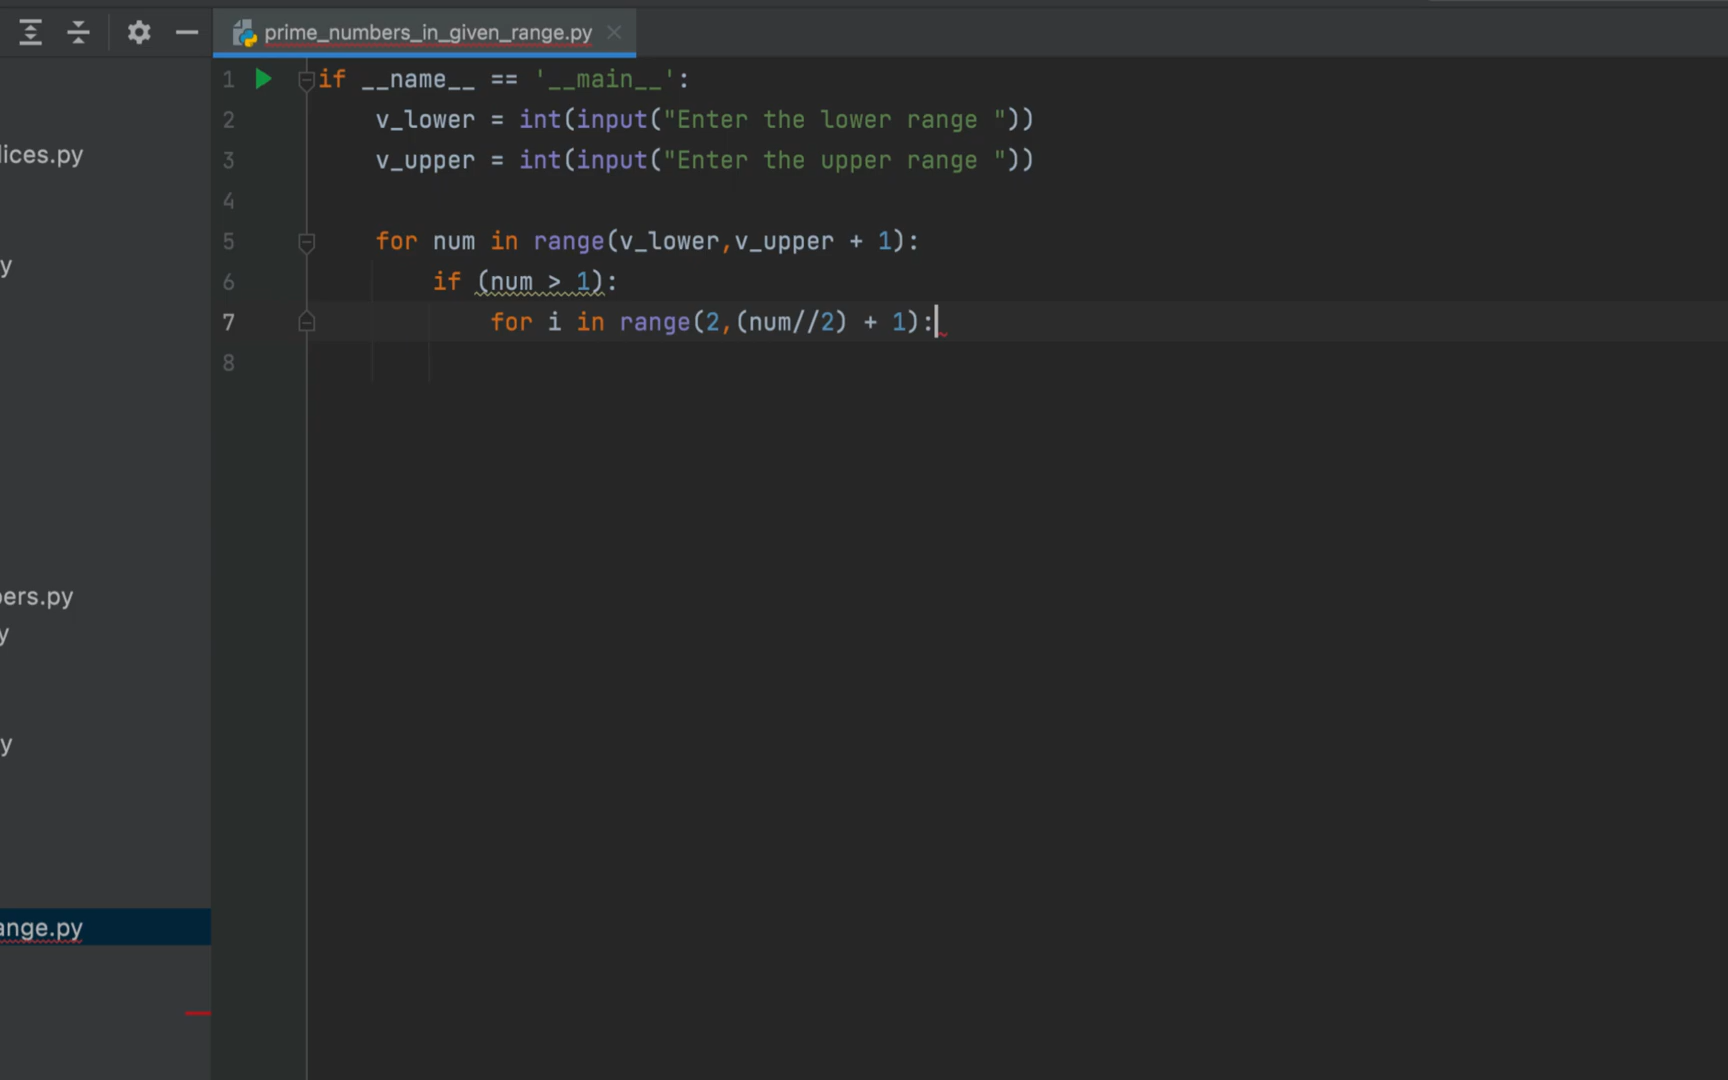 prime_numbers_in_given_range.py
1 if __name__ == '__main__':
2 v_lower = int(input("Enter the lower range "))
3 v_upper = int(input("Enter the upper range "))
4
5 for num in range(v_lower,v_upper + 1):
6 if (num > 1):
7 for i in range(2,(num//2) + 1):
8
lices.py
y
bers.py
y
y
ange.py